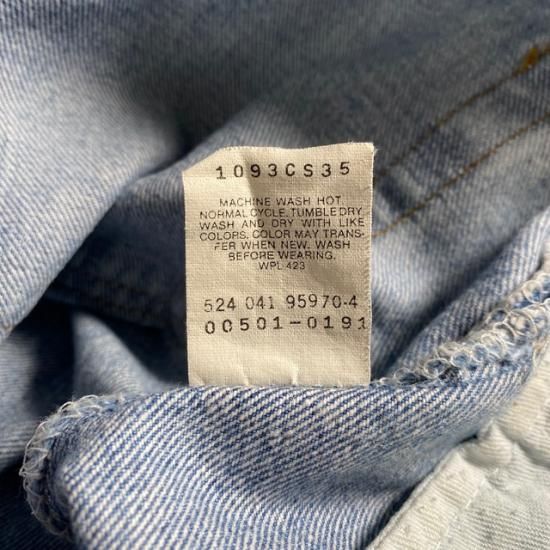 1093CS35
MACHINE WASH HOT.
NORMAL CYCLE. TUMBLE DRY.
WASH AND DRY WITH LIKE
COLORS. COLOR MAY TRANS-
FER WHEN NEW. WASH
BEFORE WEARING.
WPL 423
524 041 95970-4
00501-0191